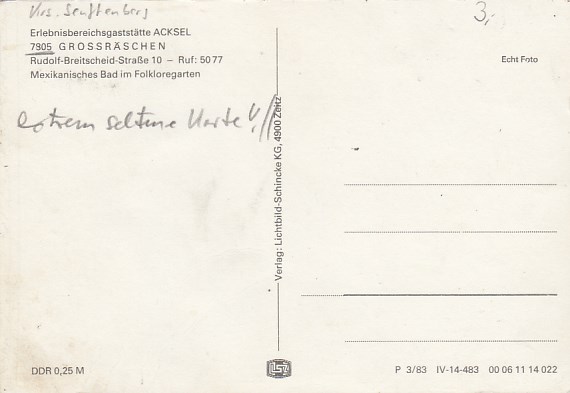 Krs. Senftenberg
3,-
Erlebnisbereichsgaststätte ACKSEL
7805 GROSSRÄSCHEN
Rudolf-Breitscheid-Straße 10 – Ruf: 5077
Mexikanisches Bad im Folkloregarten
Echt Foto
extrem seltene Karte !!
Verlag: Lichtbild-Schincke KG, 4900 Zeitz
DDR 0,25 M
lsz
P 3/83 IV-14-483 00 06 11 14 022